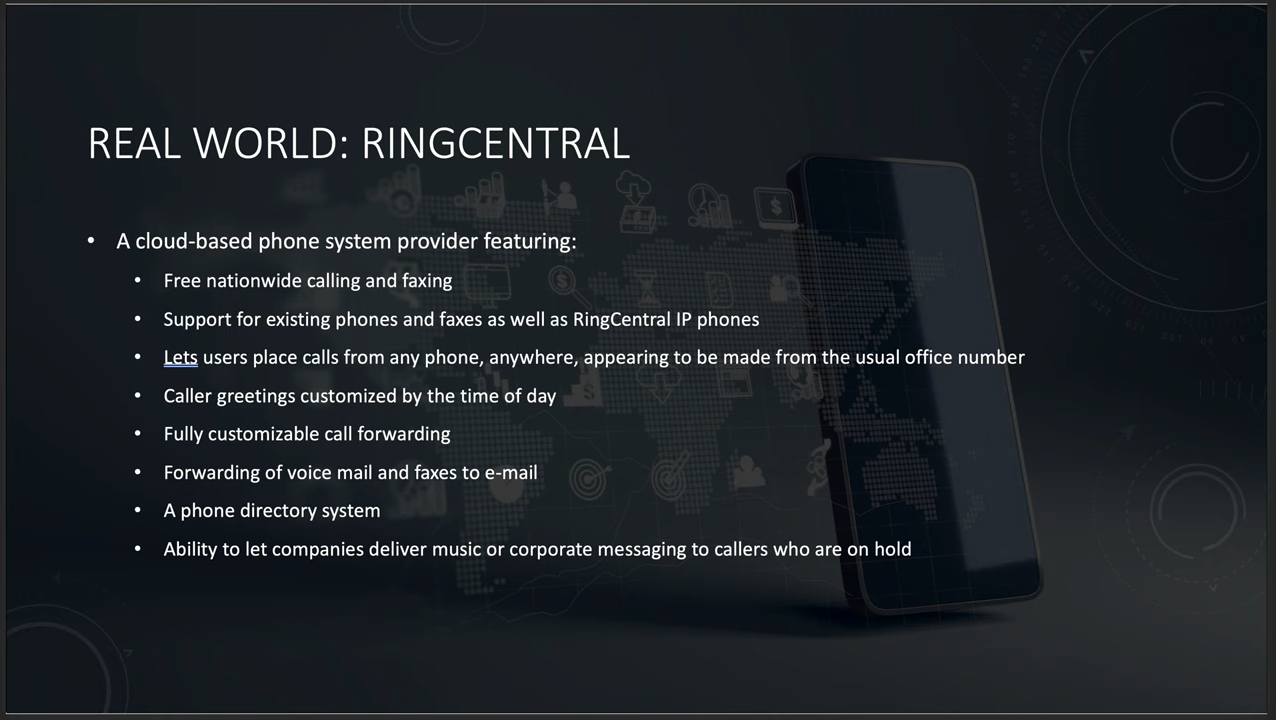 REAL WORLD: RINGCENTRAL
• A cloud-based phone system provider featuring:
• Free nationwide calling and faxing
• Support for existing phones and faxes as well as RingCentral IP phones
• Lets users place calls from any phone, anywhere, appearing to be made from the usual office number
• Caller greetings customized by the time of day
• Fully customizable call forwarding
• Forwarding of voice mail and faxes to e-mail
• A phone directory system
• Ability to let companies deliver music or corporate messaging to callers who are on hold